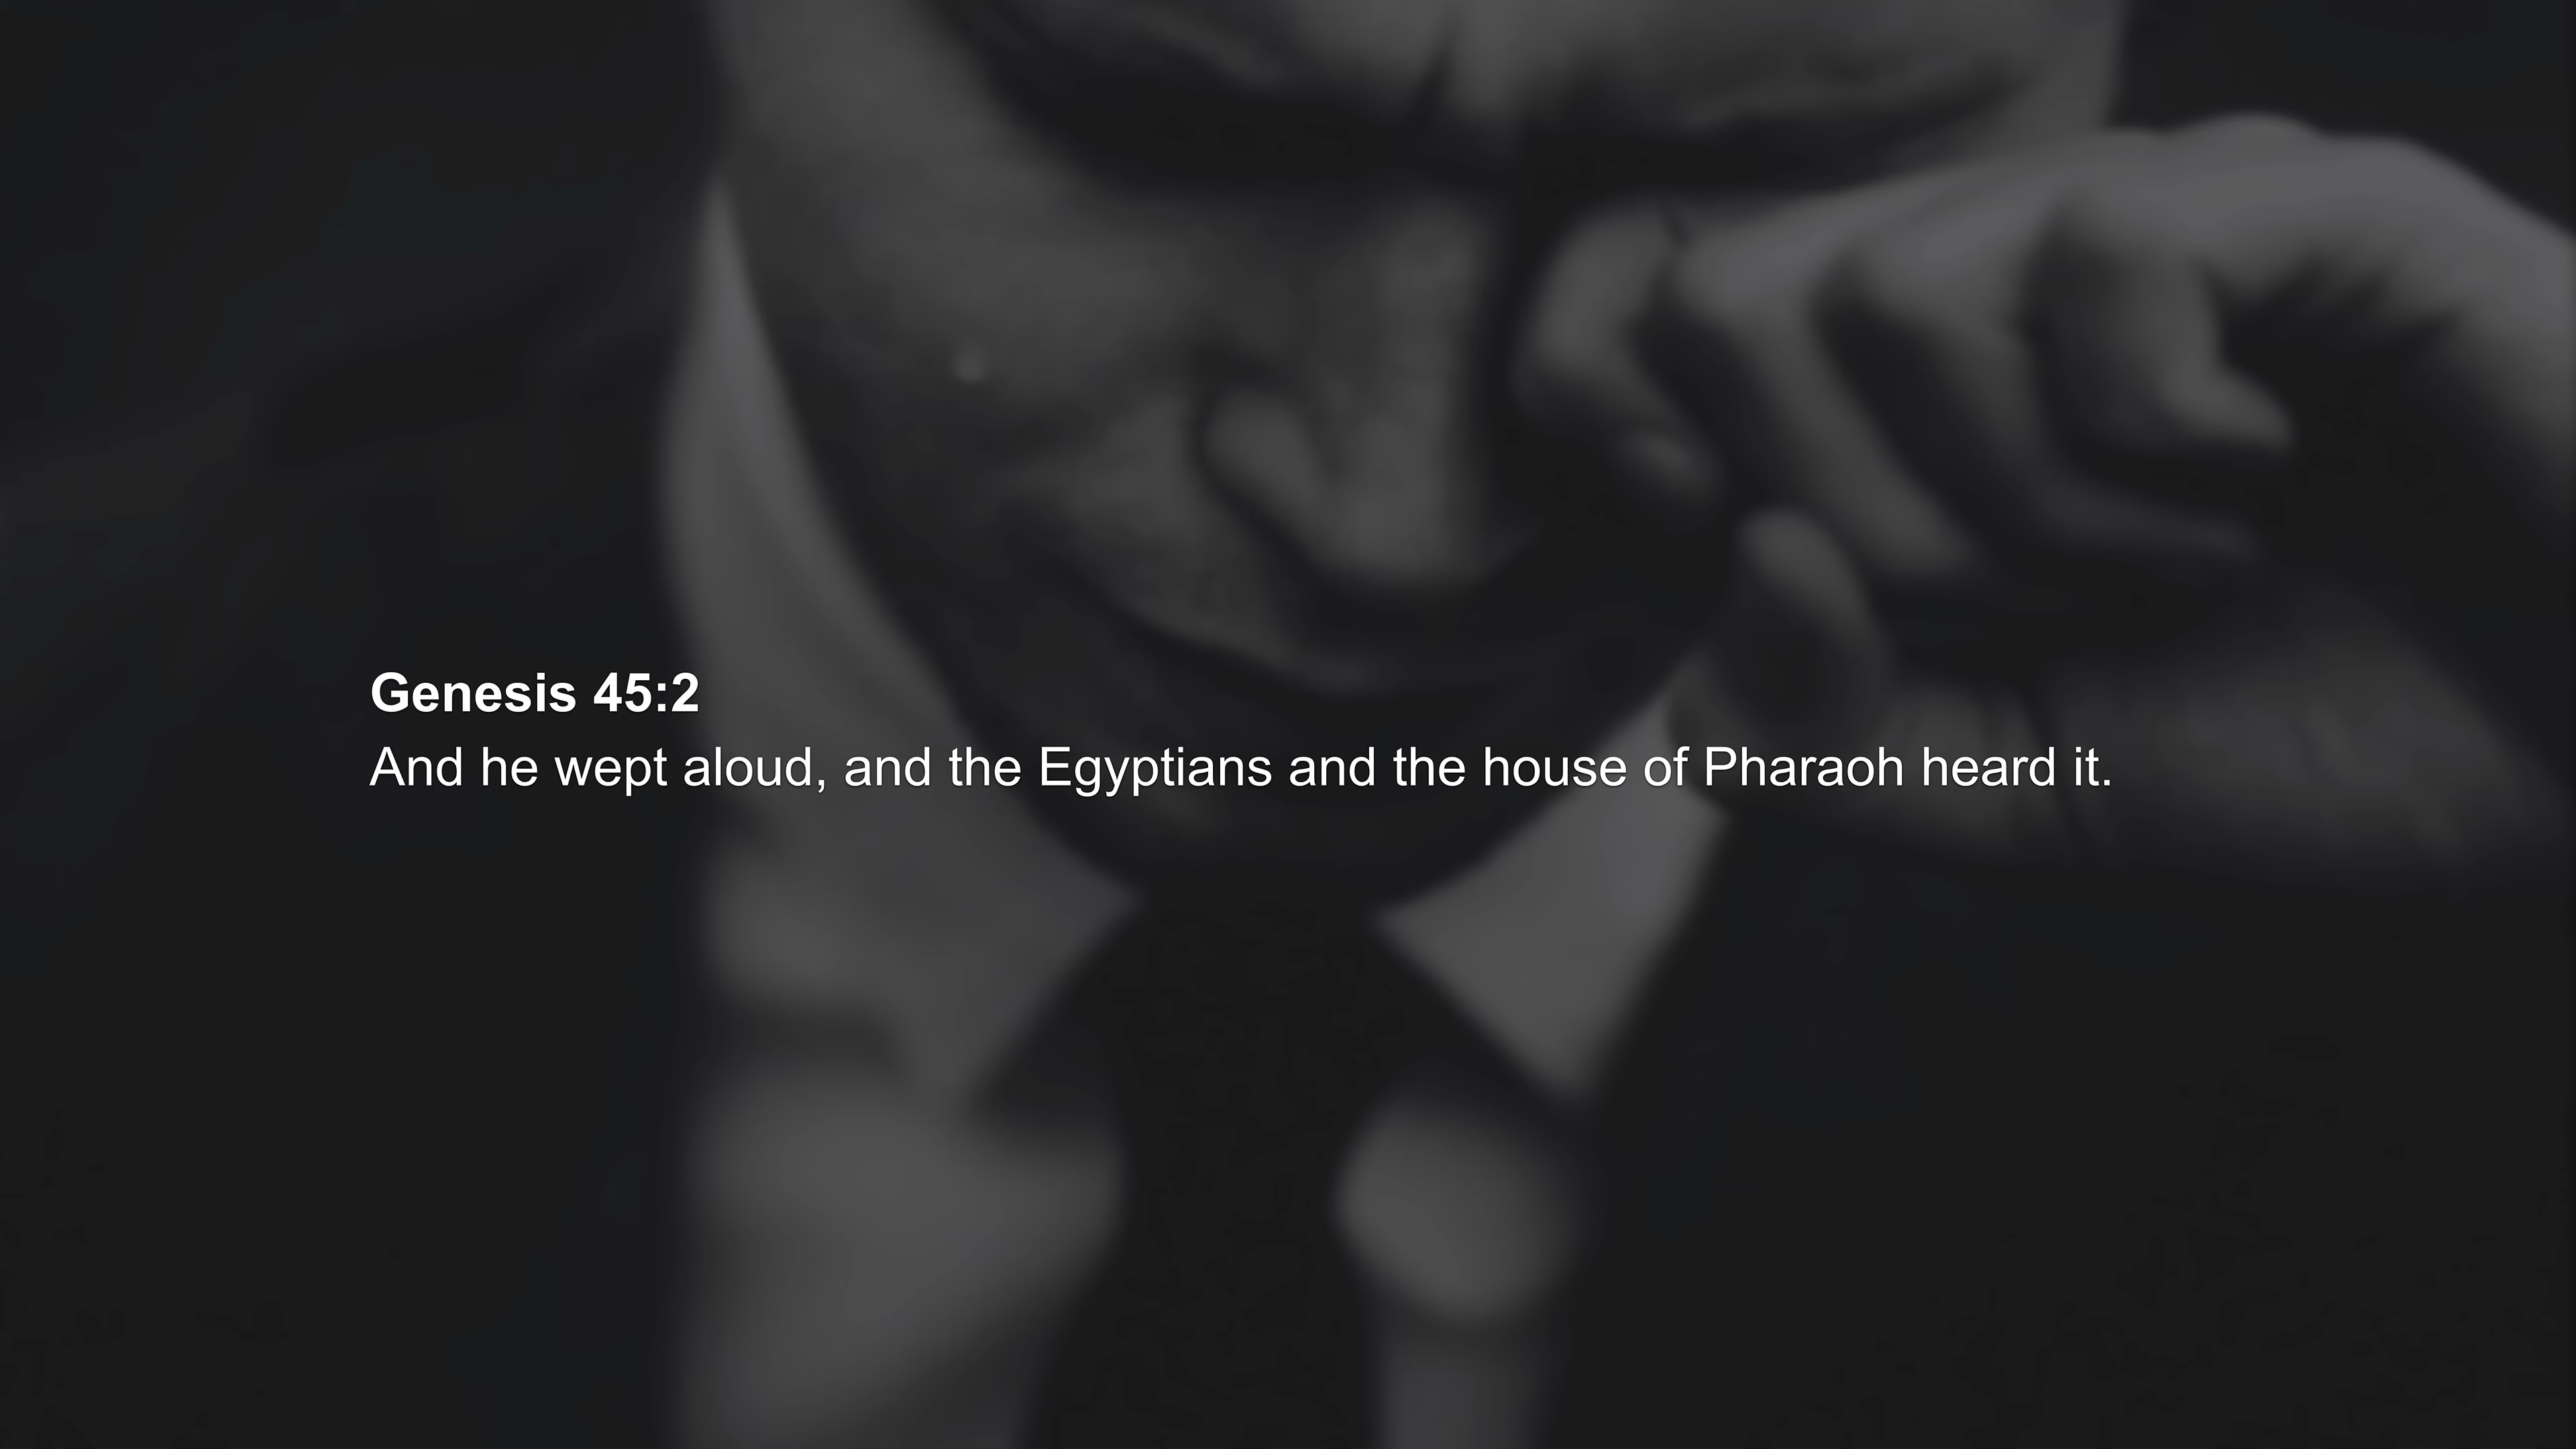 Genesis 45:2
And he wept aloud, and the Egyptians and the house of Pharaoh heard it.